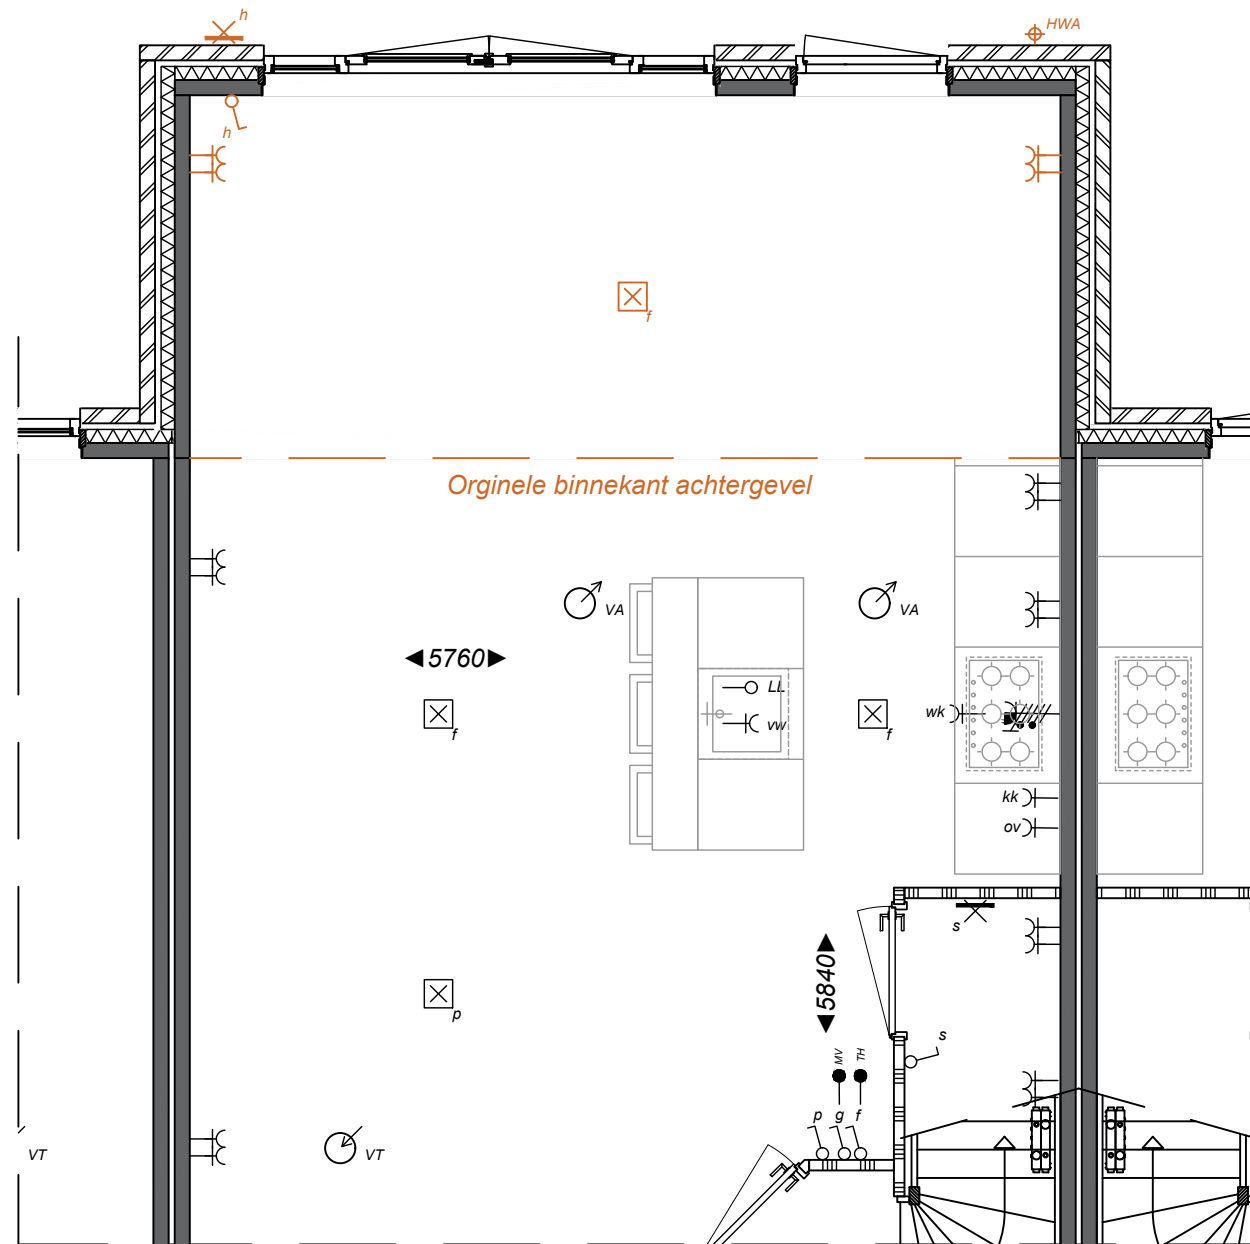 h
HWA
h
f
Orginele binnekant achtergevel
VA
VA
5760
LL
wk
vw
f
f
kk
ov
s
5840
p
s
MV
TH
p
g
f
VT
VT